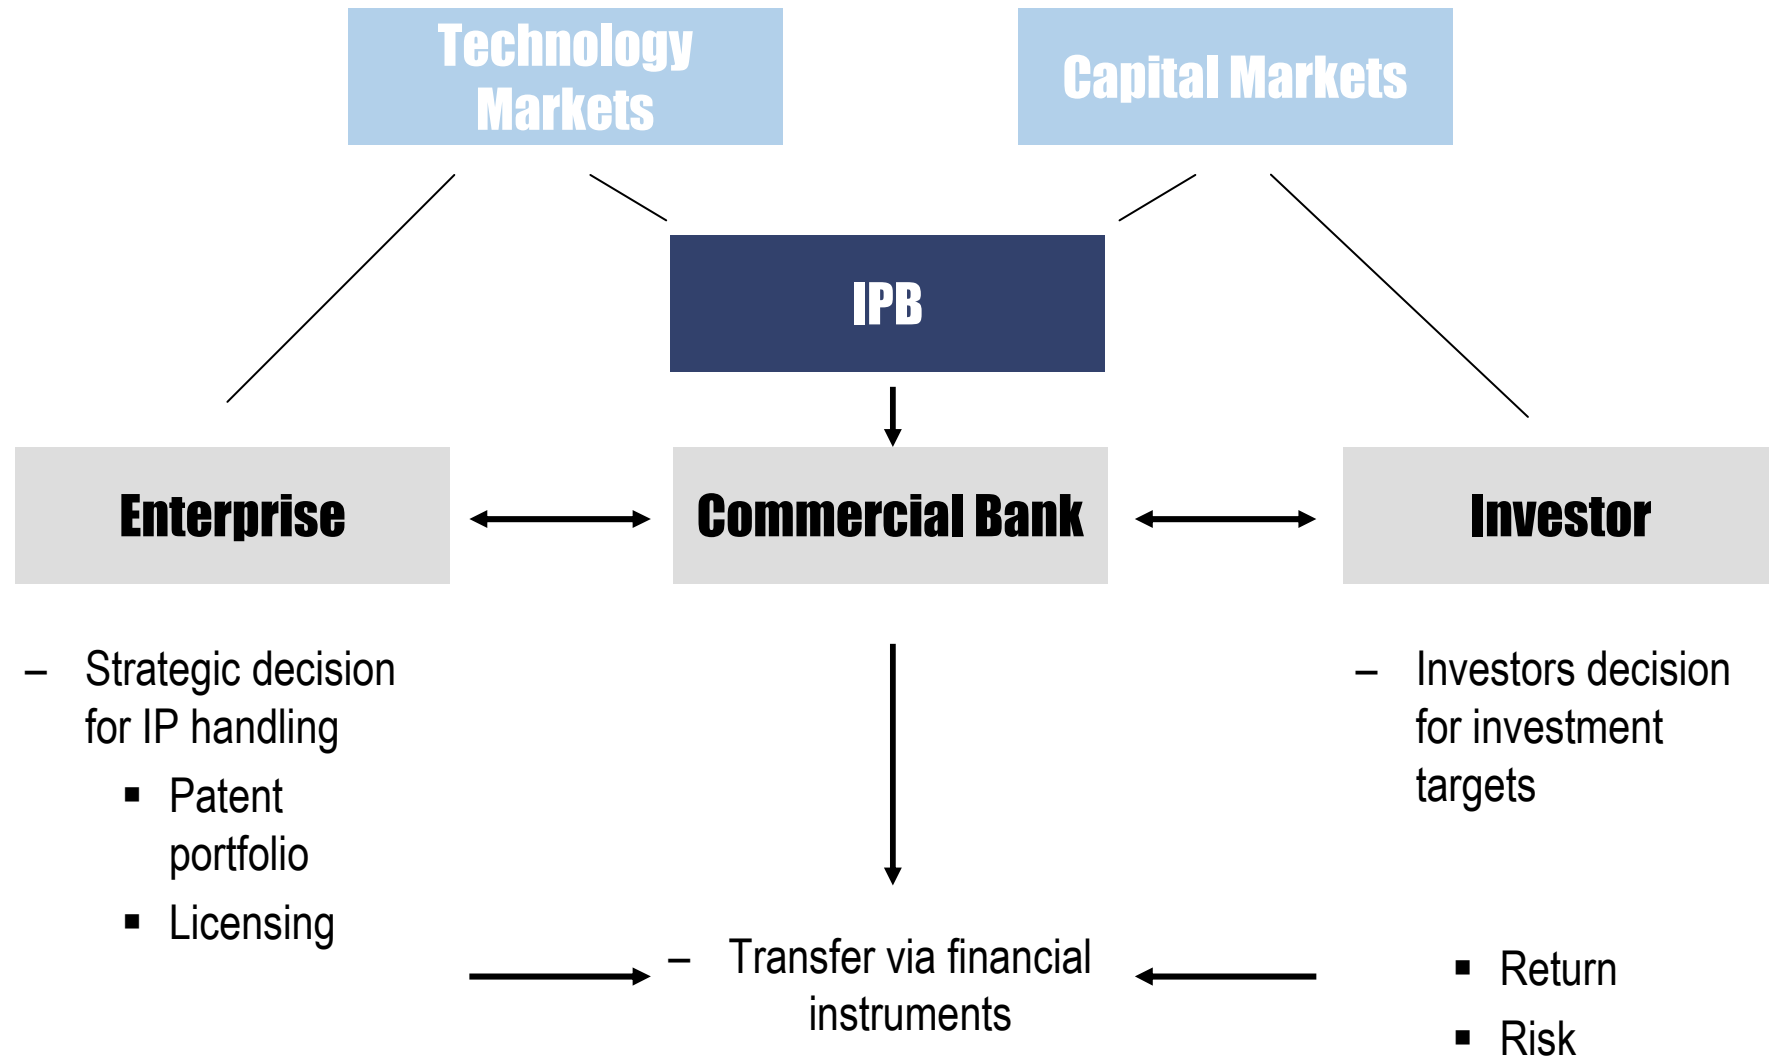 Technology
Markets
Capital Markets
IPB
Enterprise
Commercial Bank
Investor
– Strategic decision
for IP handling
▪ Patent
portfolio
▪ Licensing
– Transfer via financial
instruments
– Investors decision
for investment
targets
▪ Return
▪ Risk